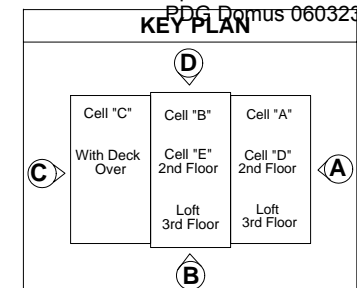 PDG Domus 060323
KEY PLAN
D
Cell "C"
With Deck
Over
Cell "B"
Cell "E"
2nd Floor
Loft
3rd Floor
Cell "A"
Cell "D"
2nd Floor
Loft
3rd Floor
C
A
B